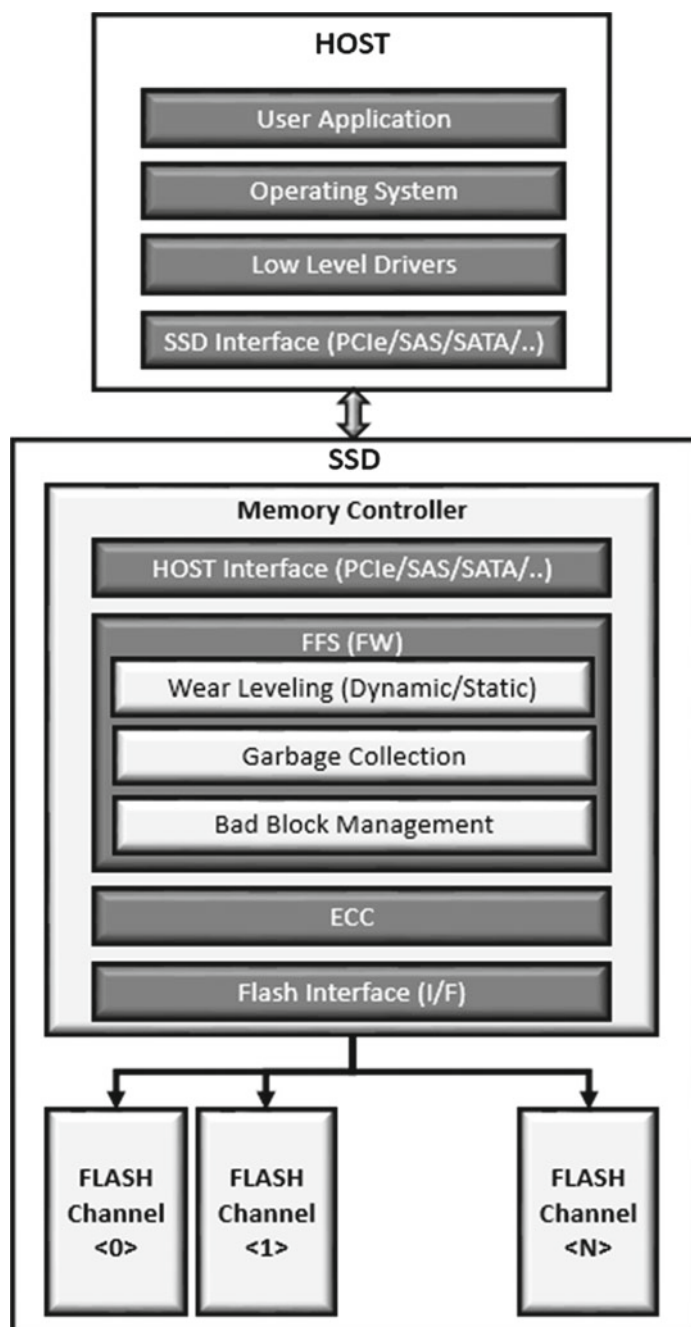 HOST
User Application
Operating System
Low Level Drivers
SSD Interface (PCIe/SAS/SATA/..)
SSD
Memory Controller
HOST Interface (PCIe/SAS/SATA/..)
FFS (FW)
Wear Leveling (Dynamic/Static)
Garbage Collection
Bad Block Management
ECC
Flash Interface (I/F)
FLASH
Channel
<0>
FLASH
Channel
<1>
FLASH
Channel
<N>